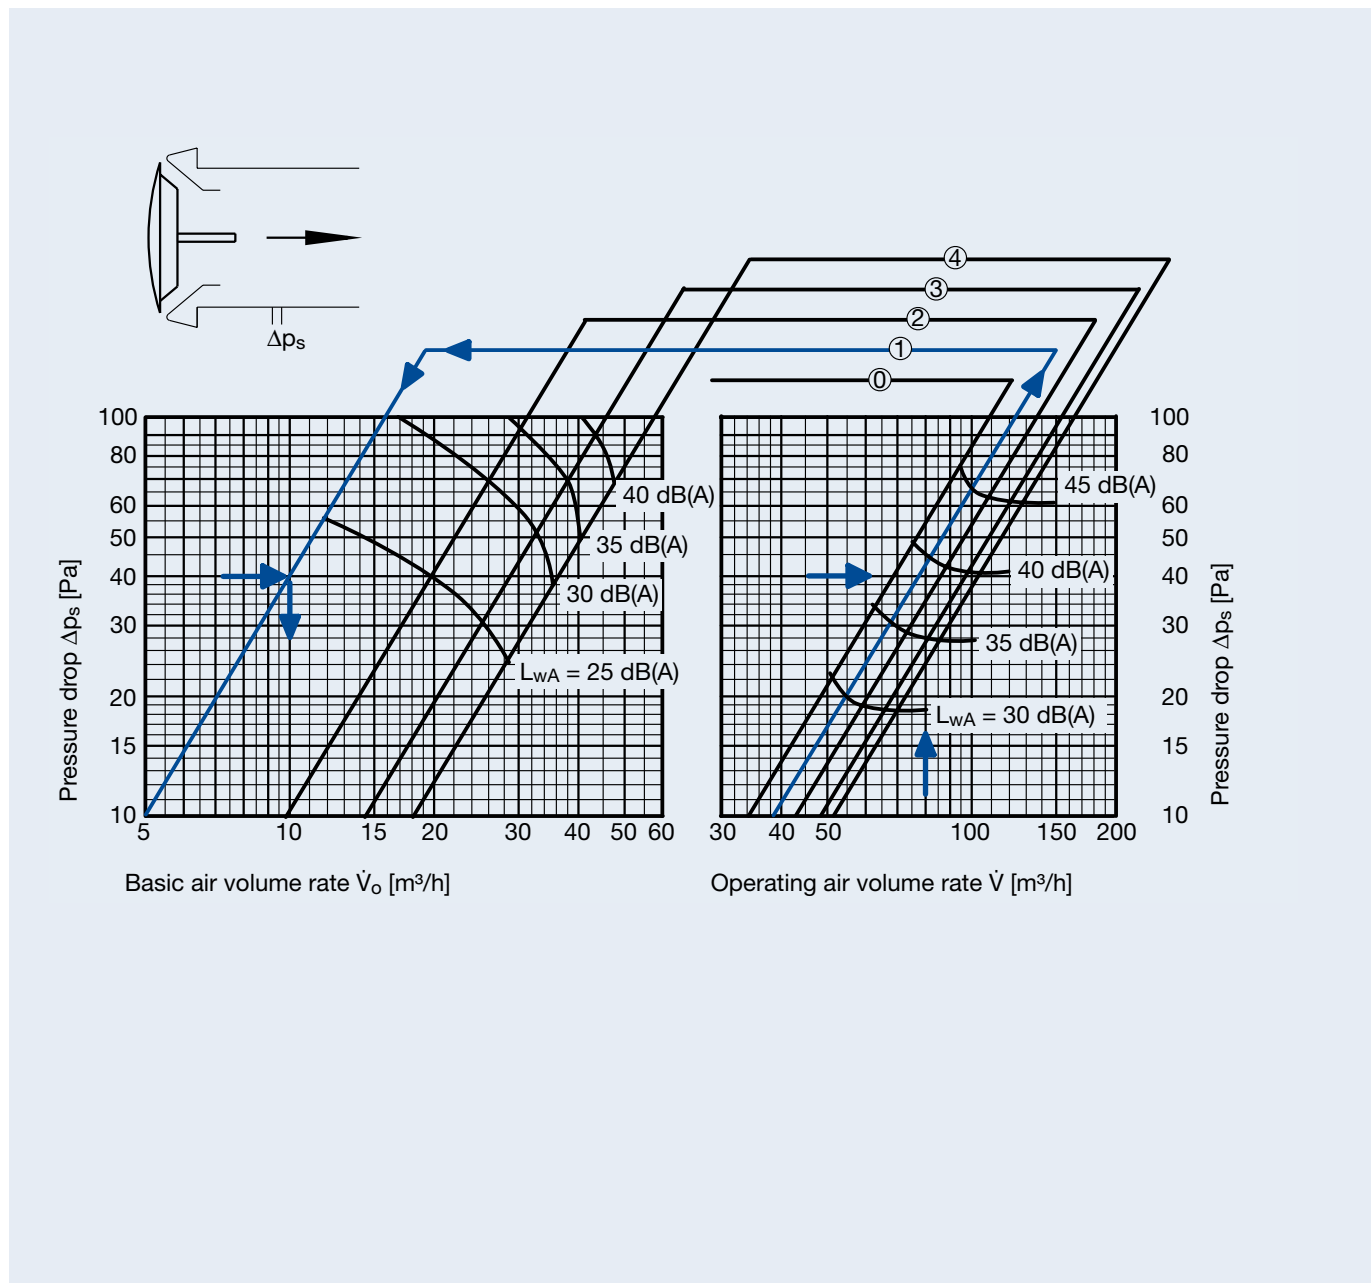 Δps
4
3
2
1
0
100
80
60
50
40
30
20
15
10
Pressure drop Δps [Pa]
40 dB(A)
35 dB(A)
30 dB(A)
LWA = 25 dB(A)
5 10 15 20 30 40 50 60
Basic air volume rate V̇o [m³/h]
45 dB(A)
40 dB(A)
35 dB(A)
LWA = 30 dB(A)
100
80
60
50
40
30
20
15
10
Pressure drop Δps [Pa]
30 40 50 100 150 200
Operating air volume rate V̇ [m³/h]